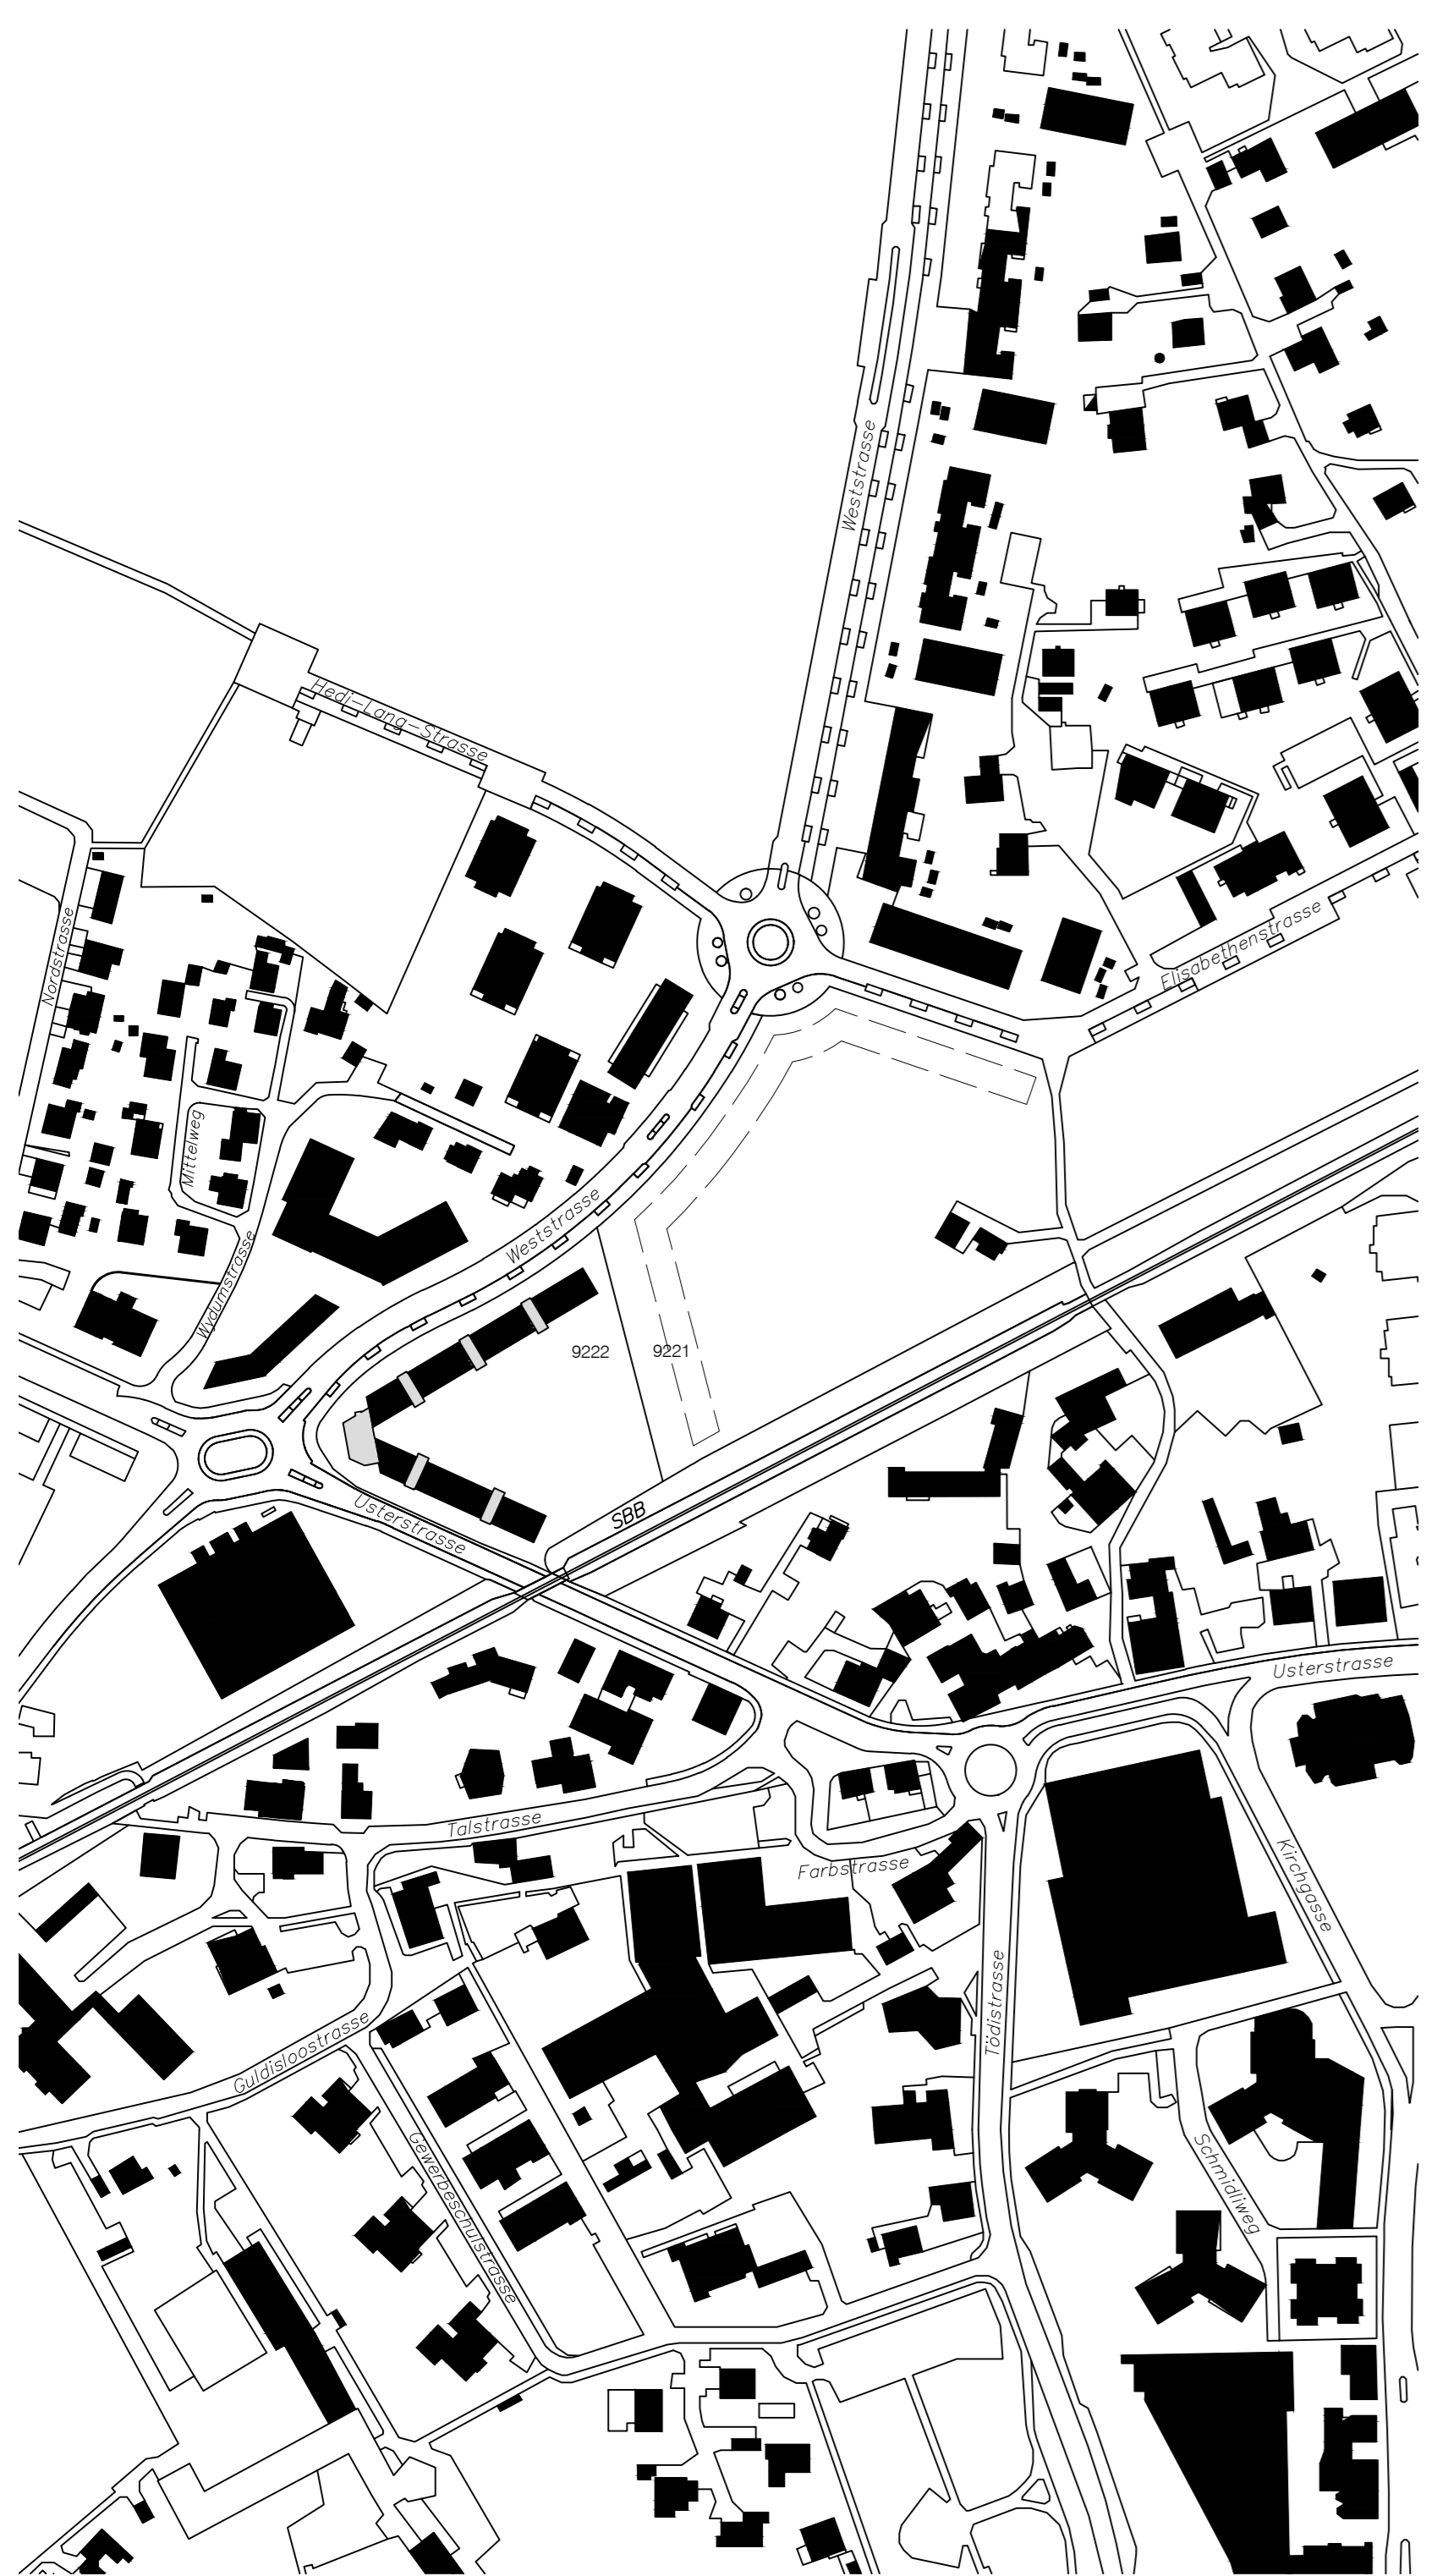 Weststrasse
Hedi-Lang-Strasse
Nordstrasse
Elisabethenstrasse
Mittelweg
Weststrasse
Wydumstrasse
9222
9221
Usterstrasse
SBB
Usterstrasse
Talstrasse
Farbstrasse
Kirchgasse
Tödistrasse
Guldisloostrasse
Gewerbeschulstrasse
Schmidliweg